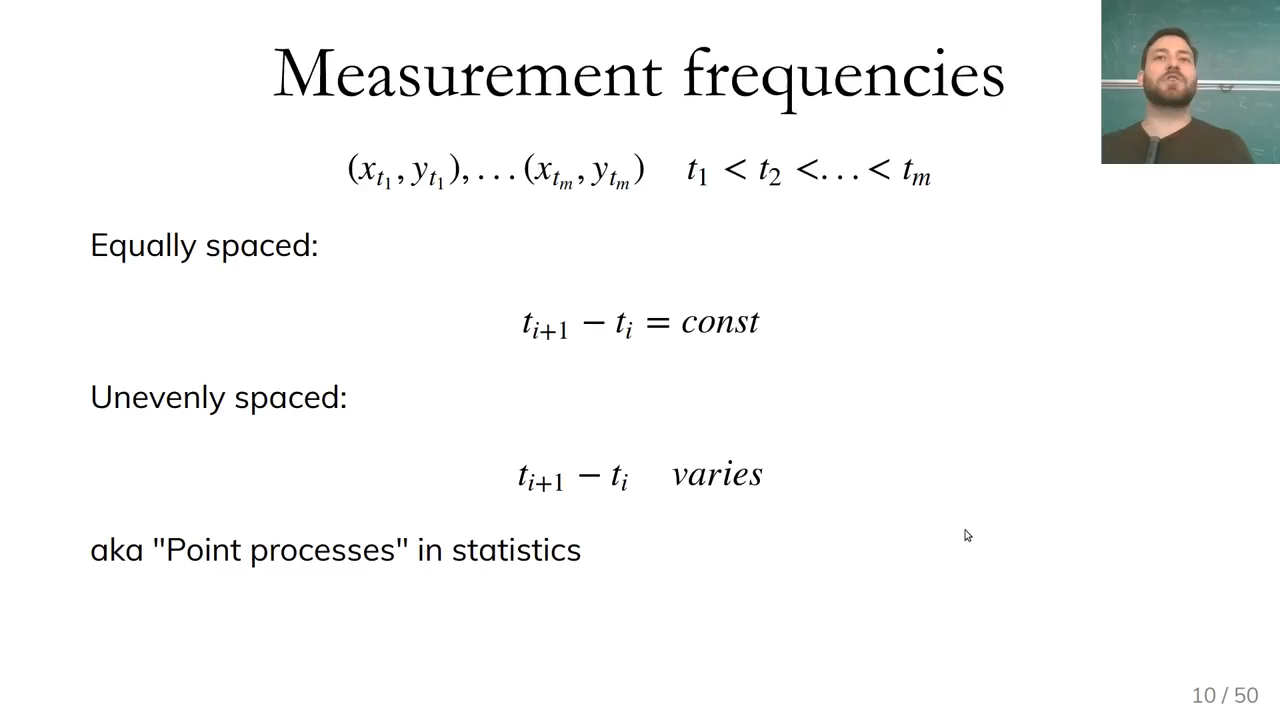 Measurement frequencies
(x_{t_1}, y_{t_1}), . . . (x_{t_m}, y_{t_m})    t_1 < t_2 <. . . < t_m
Equally spaced:
t_{i+1} − t_i = const
Unevenly spaced:
t_{i+1} − t_i    varies
aka "Point processes" in statistics
10 / 50